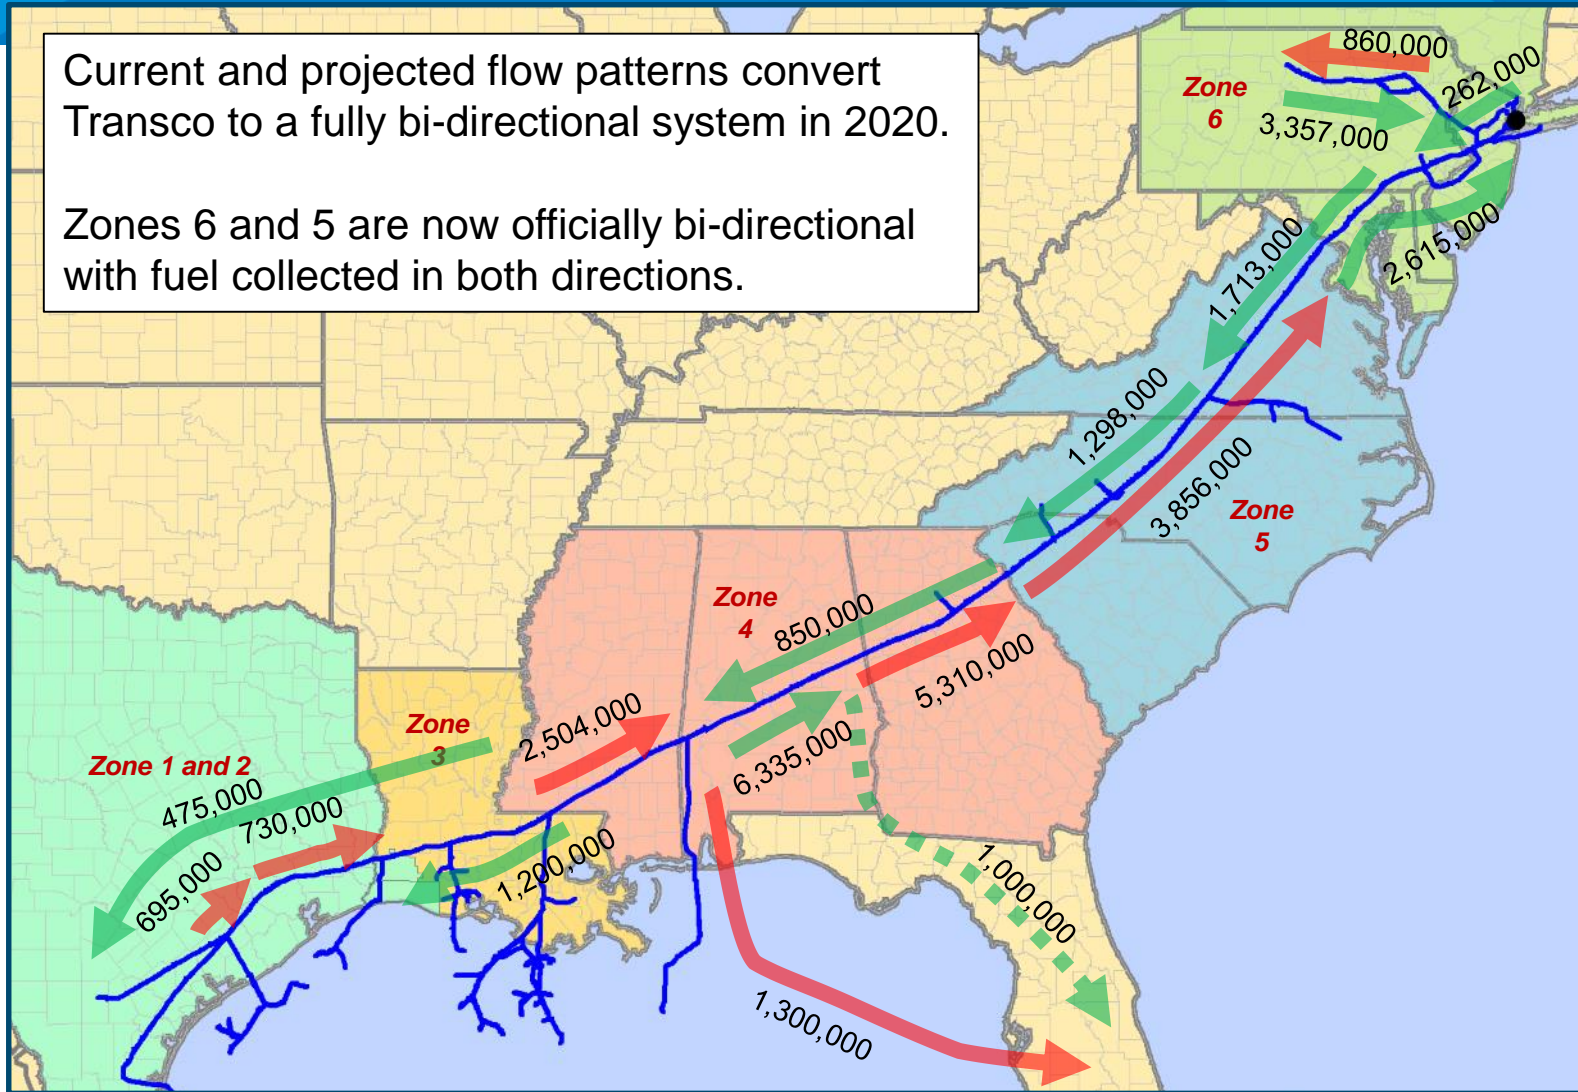 Current and projected flow patterns convert
Transco to a fully bi-directional system in 2020.
Zones 6 and 5 are now officially bi-directional
with fuel collected in both directions.
860,000
262,000
Zone
6
3,357,000
2,615,000
1,713,000
1,298,000
3,856,000
Zone
5
Zone
4
850,000
5,310,000
2,504,000
6,335,000
Zone
3
Zone 1 and 2
475,000
730,000
695,000
1,200,000
1,000,000
1,300,000